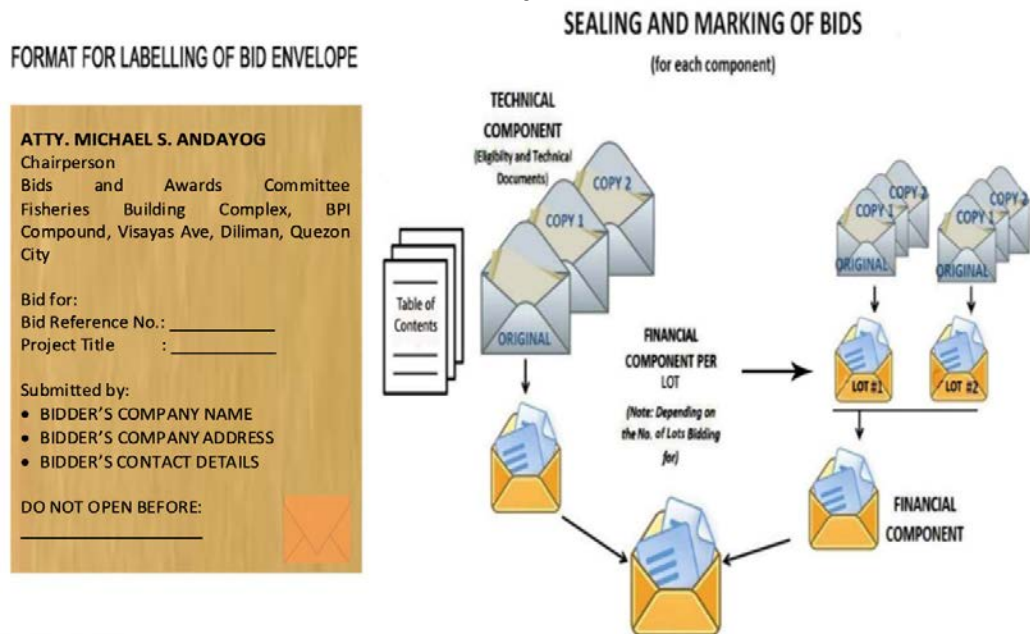 SEALING AND MARKING OF BIDS
(for each component)
FORMAT FOR LABELLING OF BID ENVELOPE
ATTY. MICHAEL S. ANDAYOG
Chairperson
Bids and Awards Committee
Fisheries Building Complex, BPI
Compound, Visayas Ave, Diliman, Quezon
City
Bid for:
Bid Reference No.: ____________
Project Title : ____________
Submitted by:
• BIDDER'S COMPANY NAME
• BIDDER'S COMPANY ADDRESS
• BIDDER'S CONTACT DETAILS
DO NOT OPEN BEFORE:
____________________
TECHNICAL
COMPONENT
(Eligibility and Technical
Documents)
COPY 2
COPY 1
ORIGINAL
Table of
Contents
FINANCIAL
COMPONENT PER
LOT
(Note: Depending on
the No. of Lots Bidding
for)
COPY 2
COPY 1
ORIGINAL
COPY 2
COPY 1
ORIGINAL
LOT #1
LOT #2
FINANCIAL
COMPONENT